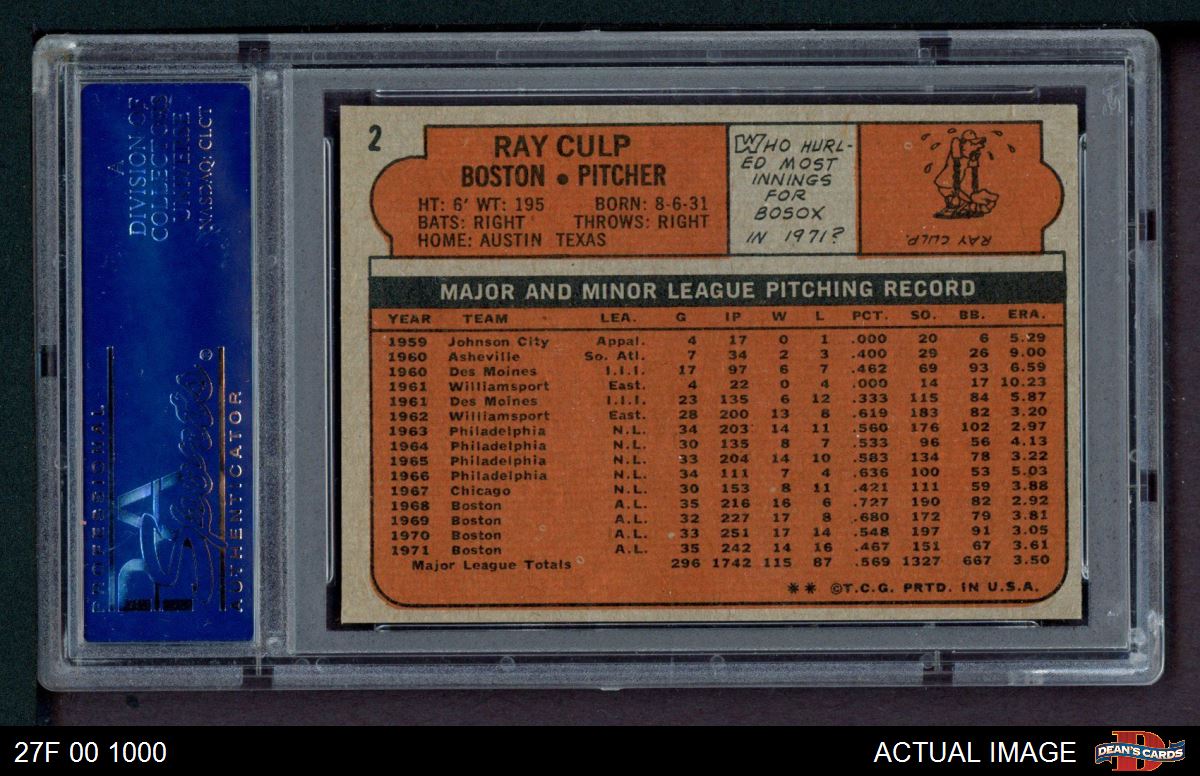 A
DIVISION OF
COLLECTORS
UNIVERSE
NASDAQ: CLCT
PROFESSIONAL
PSA
Sports ®
AUTHENTICATOR
2
RAY CULP
BOSTON • PITCHER
HT: 6' WT: 195 BORN: 8-6-31
BATS: RIGHT THROWS: RIGHT
HOME: AUSTIN TEXAS
WHO HURL-
ED MOST
INNINGS
FOR
BOSOX
IN 1971?
RAY CULP.
MAJOR AND MINOR LEAGUE PITCHING RECORD
YEAR TEAM LEA. G IP W L PCT. SO. BB. ERA.
1959 Johnson City Appal. 4 17 0 1 .000 20 6 5.29
1960 Asheville So. Atl. 7 34 2 3 .400 29 26 9.00
1960 Des Moines I.I.I. 17 97 6 7 .462 69 93 6.59
1961 Williamsport East. 4 22 0 4 .000 14 17 10.23
1961 Des Moines I.I.I. 23 135 6 12 .333 115 84 5.87
1962 Williamsport East. 28 200 13 8 .619 183 82 3.20
1963 Philadelphia N.L. 34 203 14 11 .560 176 102 2.97
1964 Philadelphia N.L. 30 135 8 7 .533 96 56 4.13
1965 Philadelphia N.L. 33 204 14 10 .583 134 78 3.22
1966 Philadelphia N.L. 34 111 7 4 .636 100 53 5.03
1967 Chicago N.L. 30 153 8 11 .421 111 59 3.88
1968 Boston A.L. 35 216 16 6 .727 190 82 2.92
1969 Boston A.L. 32 227 17 8 .680 172 79 3.81
1970 Boston A.L. 33 251 17 14 .548 197 91 3.05
1971 Boston A.L. 35 242 14 16 .467 151 67 3.61
Major League Totals 296 1742 115 87 .569 1327 667 3.50
** ©T.C.G. PRTD. IN U.S.A.
27F 00 1000
ACTUAL IMAGE
DEAN'S CARDS